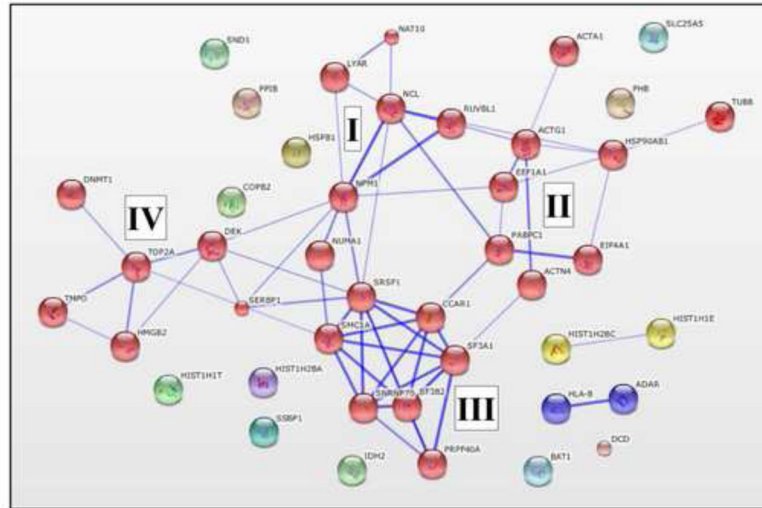 NAT10
SND1
LYAR
ACTA1
SLC25A5
PPIB
NCL
RUVBL1
PHB
TUBB
I
HSPB1
ACTG1
HSP90AB1
DNMT1
COPB2
NPM1
EEF1A1
IV
II
DEK
NUMA1
PABPC1
EIF4A1
TOP2A
ACTN4
SRSF1
TMPO
SERBP1
CCAR1
HMGB2
SMC1A
SF3A1
HIST1H2BC
HIST1H1E
HIST1H1T
HIST1H2BA
SNRNP70
SF3B2
III
HLA-B
ADAR
SSBP1
PRPF40A
DCD
IDH2
BAT1